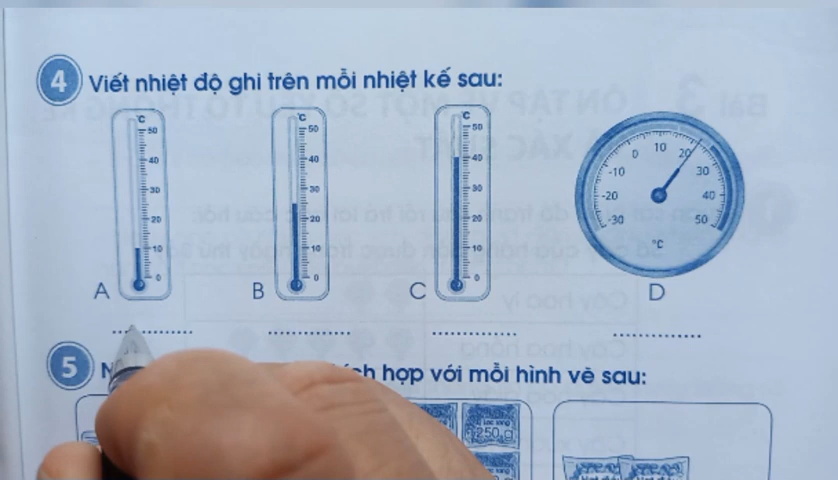 4 Viết nhiệt độ ghi trên mỗi nhiệt kế sau:
°C °C °C
50 50 50
40 40 40
30 30 30
20 20 20
10 10 10
0 0 0
-30 -20 -10 0 10 20 30 40 50
°C
A B C D
5 hợp với mỗi hình vẽ sau:
250 g